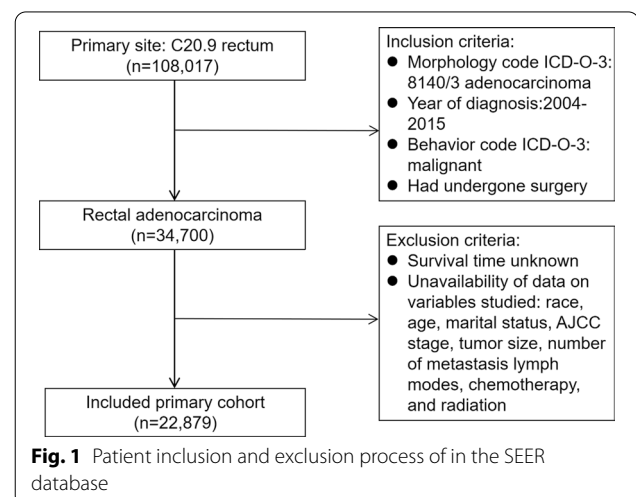 Primary site: C20.9 rectum
(n=108,017)
Inclusion criteria:
● Morphology code ICD-O-3:
8140/3 adenocarcinoma
● Year of diagnosis:2004-
2015
● Behavior code ICD-O-3:
malignant
● Had undergone surgery
Rectal adenocarcinoma
(n=34,700)
Exclusion criteria:
● Survival time unknown
● Unavailability of data on
variables studied: race,
age, marital status, AJCC
stage, tumor size, number
of metastasis lymph
modes, chemotherapy,
and radiation
Included primary cohort
(n=22,879)
Fig. 1 Patient inclusion and exclusion process of in the SEER
database